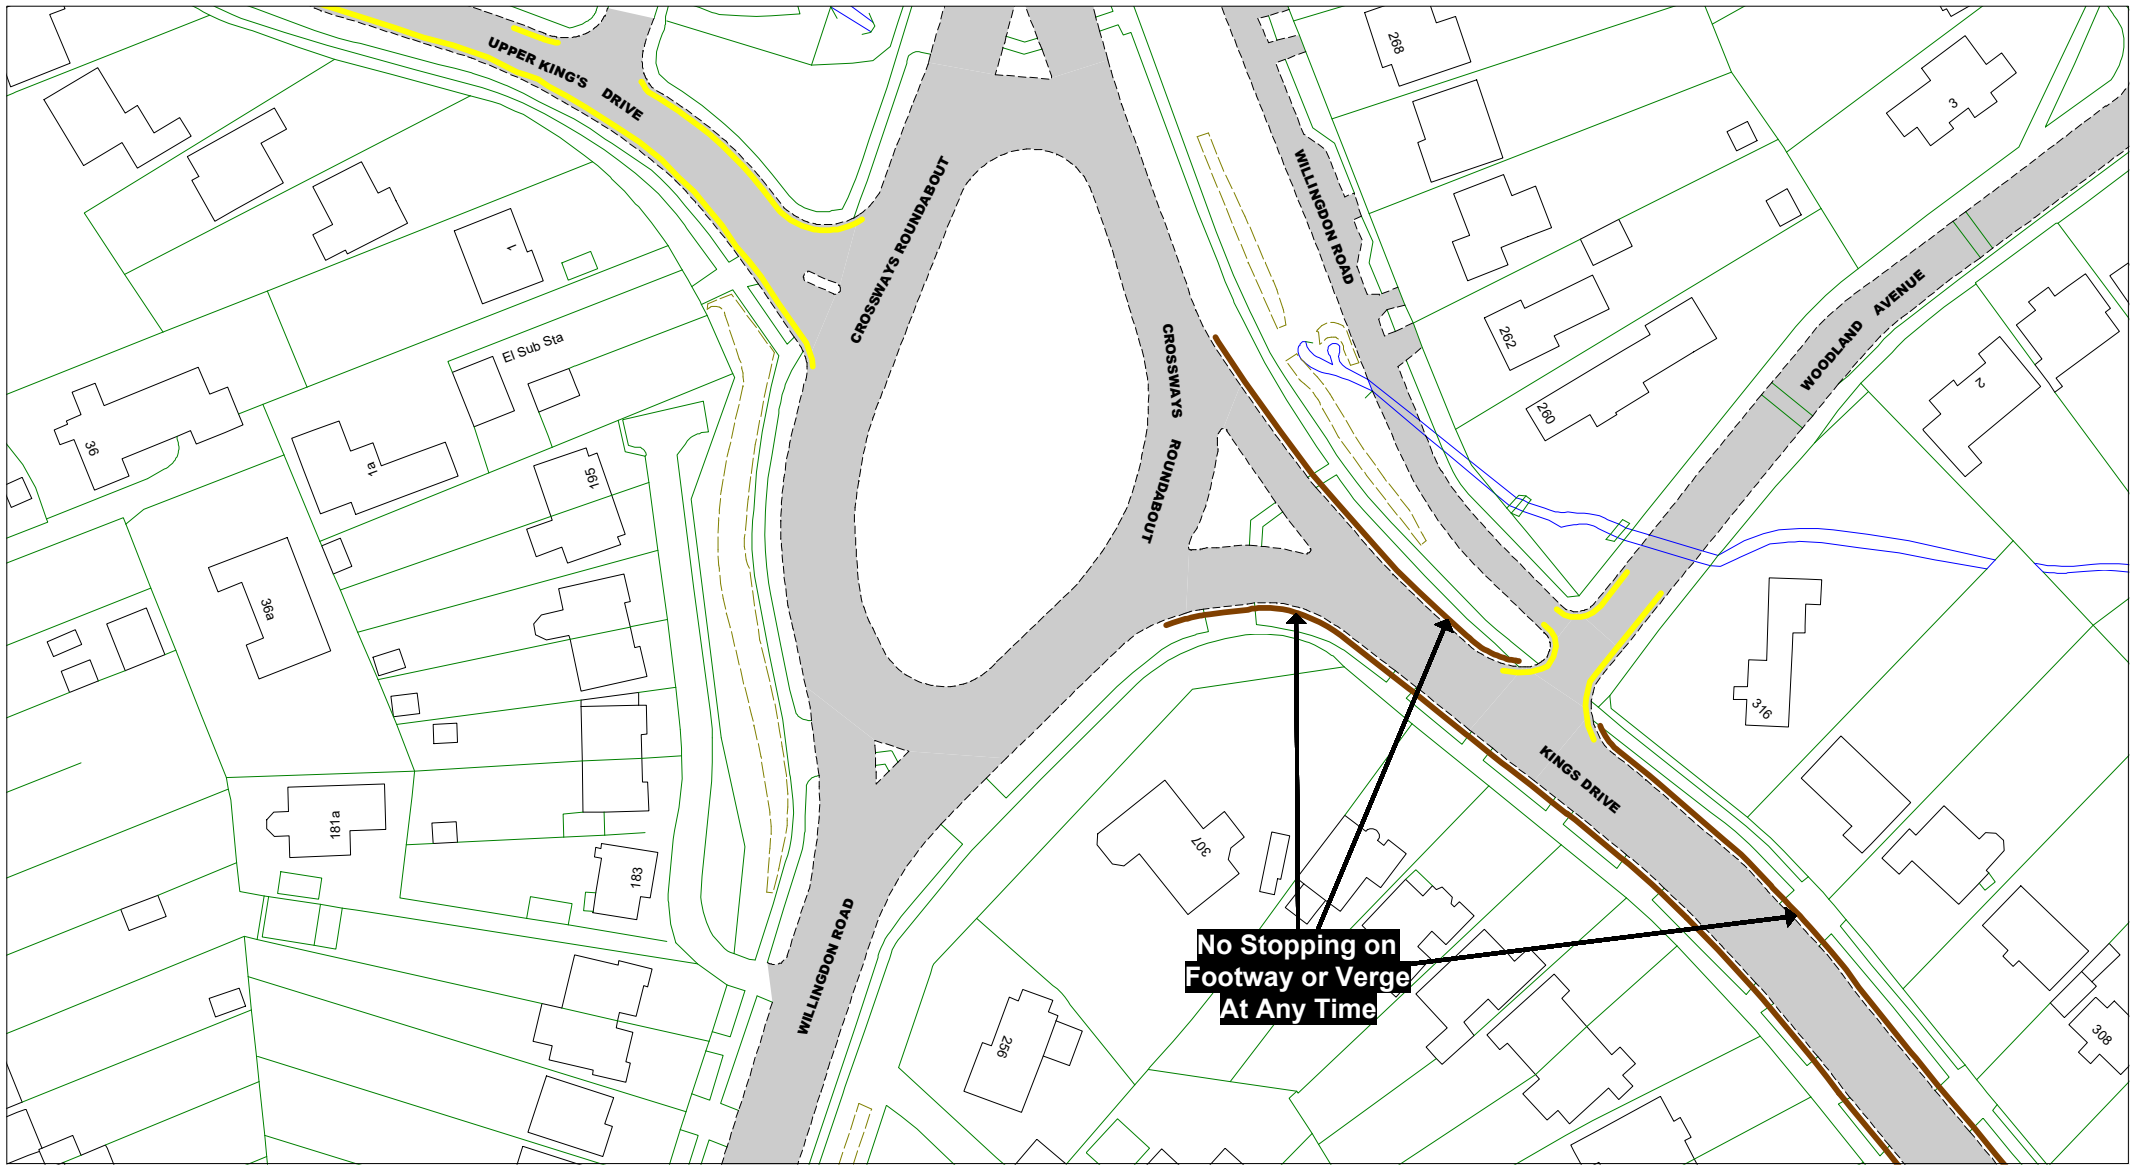 UPPER KING'S DRIVE
268
3
CROSSWAYS ROUNDABOUT
WILLINGDON ROAD
1
El Sub Sta
262
WOODLAND AVENUE
CROSSWAYS ROUNDABOUT
2
260
36
1a
195
36a
316
KINGS DRIVE
181a
307
183
WILLINGDON ROAD
No Stopping on
Footway or Verge
At Any Time
256
308